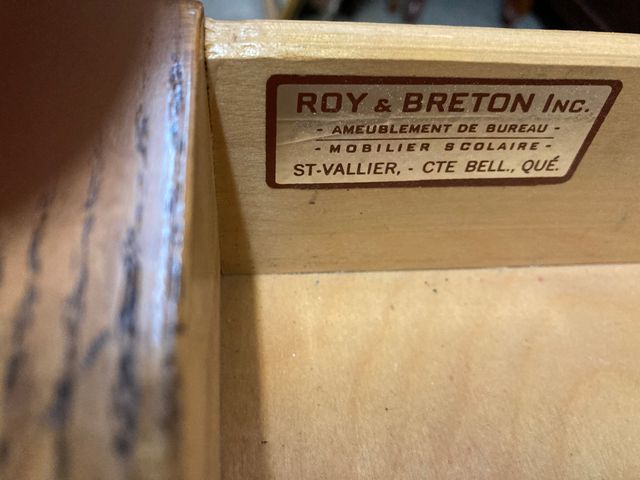 ROY & BRETON INC.
- AMEUBLEMENT DE BUREAU -
- MOBILIER SCOLAIRE -
ST-VALLIER, - CTE BELL., QUÉ.